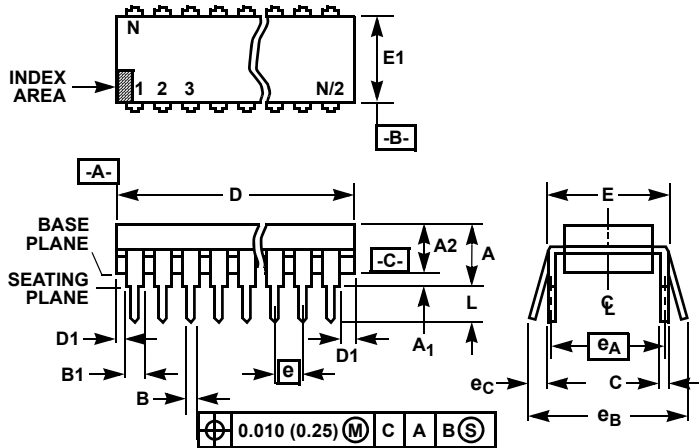 N
E1
INDEX
AREA
1 2 3 N/2
-B-
-A-
D
E
BASE
PLANE
A2
A
-C-
SEATING
PLANE
L
℄
D1
A1
D1
eA
B1
e
eC
C
B
eB
0.010 (0.25) Ⓜ C A B Ⓢ